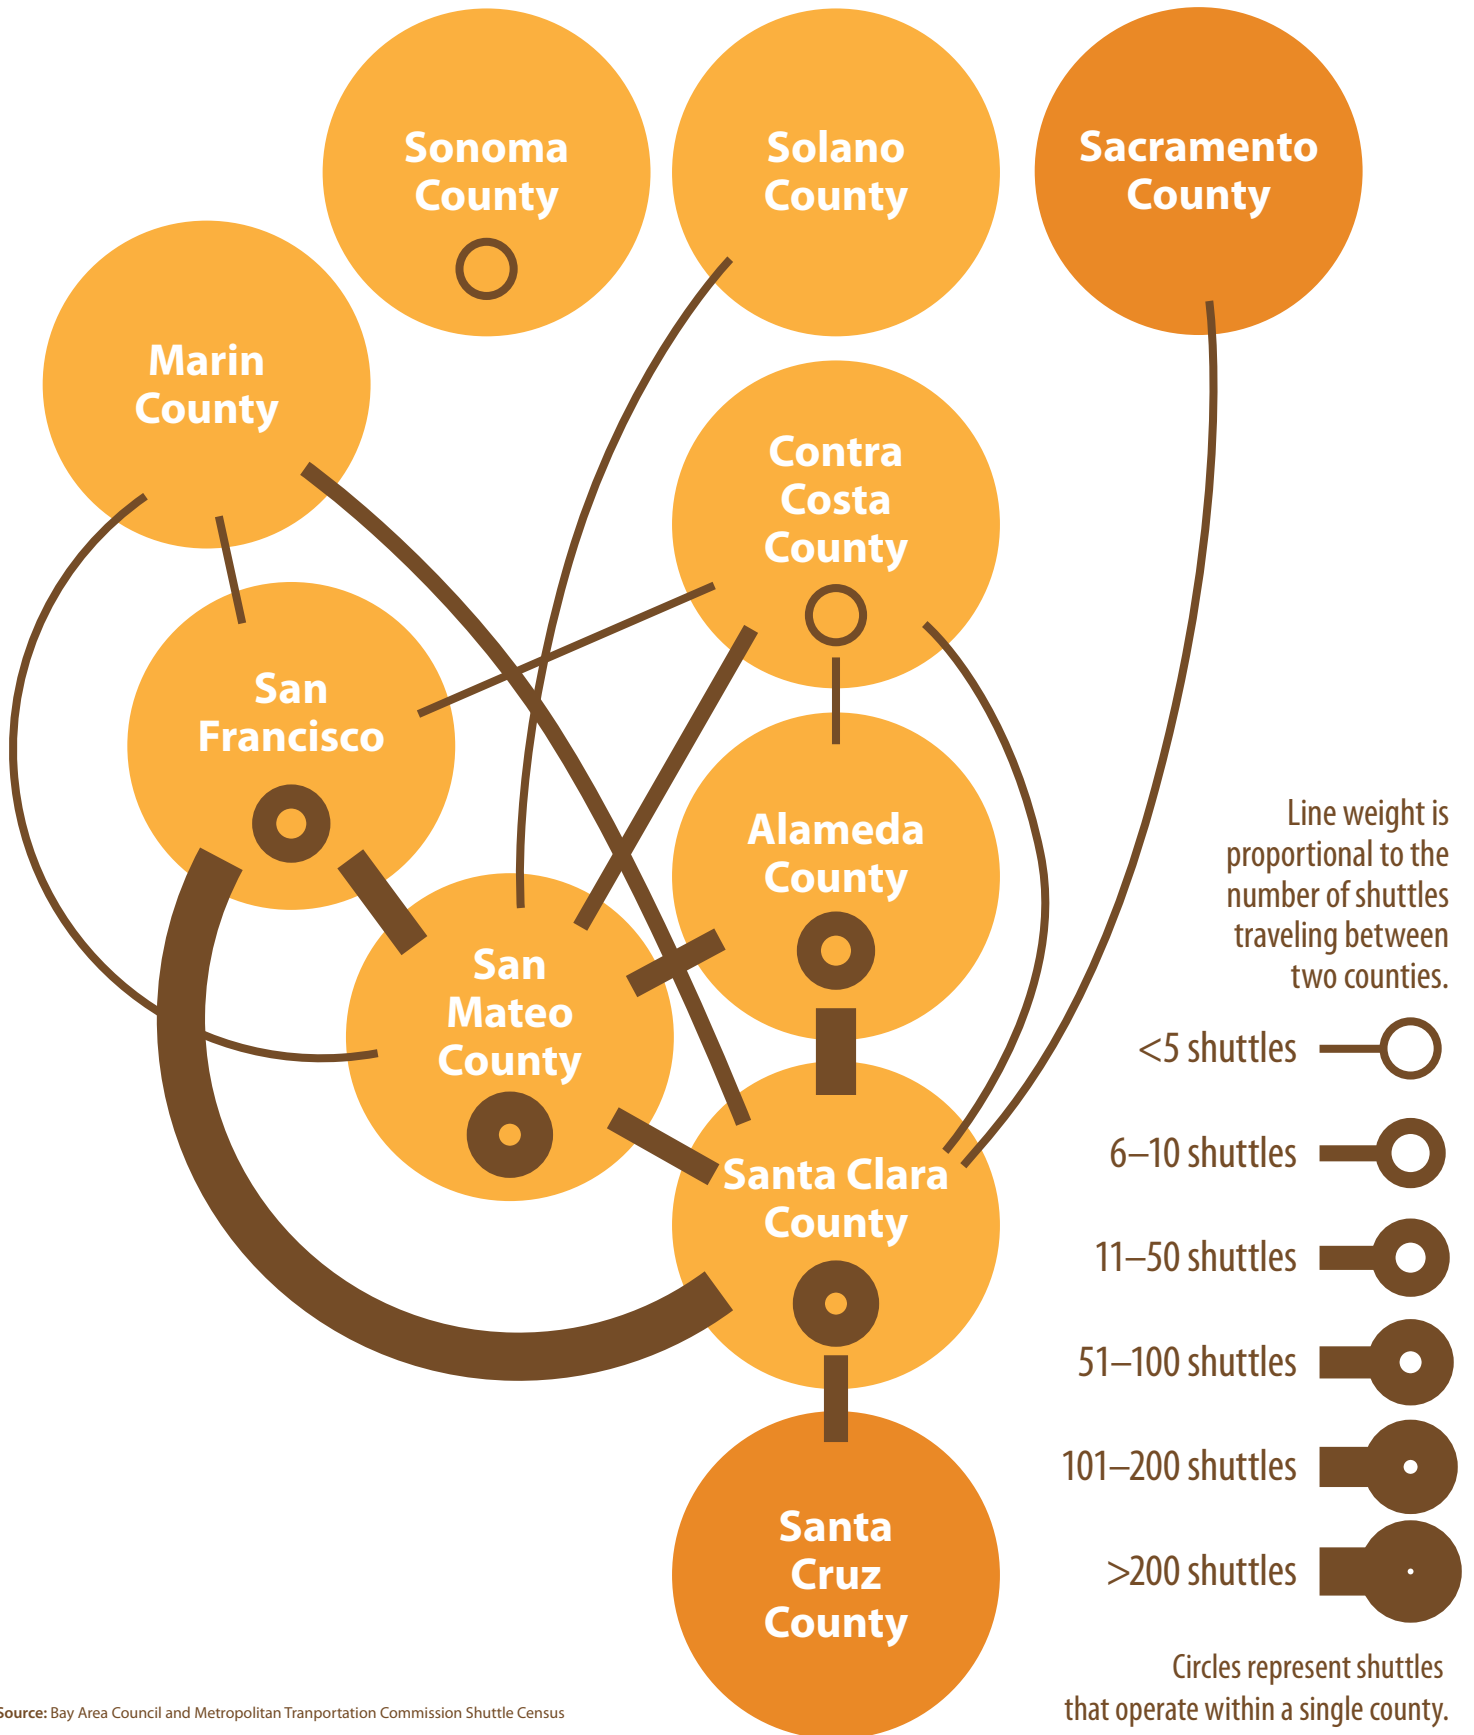 Sonoma
County
Solano
County
Sacramento
County
Marin
County
Contra
Costa
County
San
Francisco
Alameda
County
San
Mateo
County
Santa Clara
County
Santa
Cruz
County
Line weight is
proportional to the
number of shuttles
traveling between
two counties.
<5 shuttles
6–10 shuttles
11–50 shuttles
51–100 shuttles
101–200 shuttles
>200 shuttles
Circles represent shuttles
that operate within a single county.
Source: Bay Area Council and Metropolitan Tranportation Commission Shuttle Census